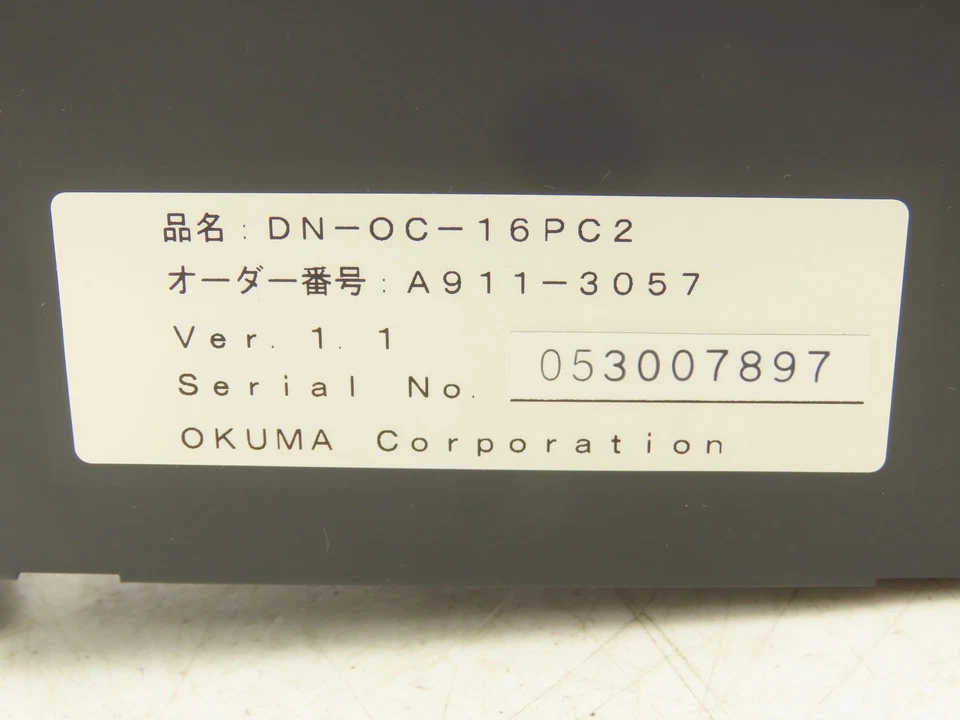 品名：DN-OC-16PC2
オーダー番号：A911-3057
Ver. 1. 1
Serial No. 053007897
OKUMA Corporation